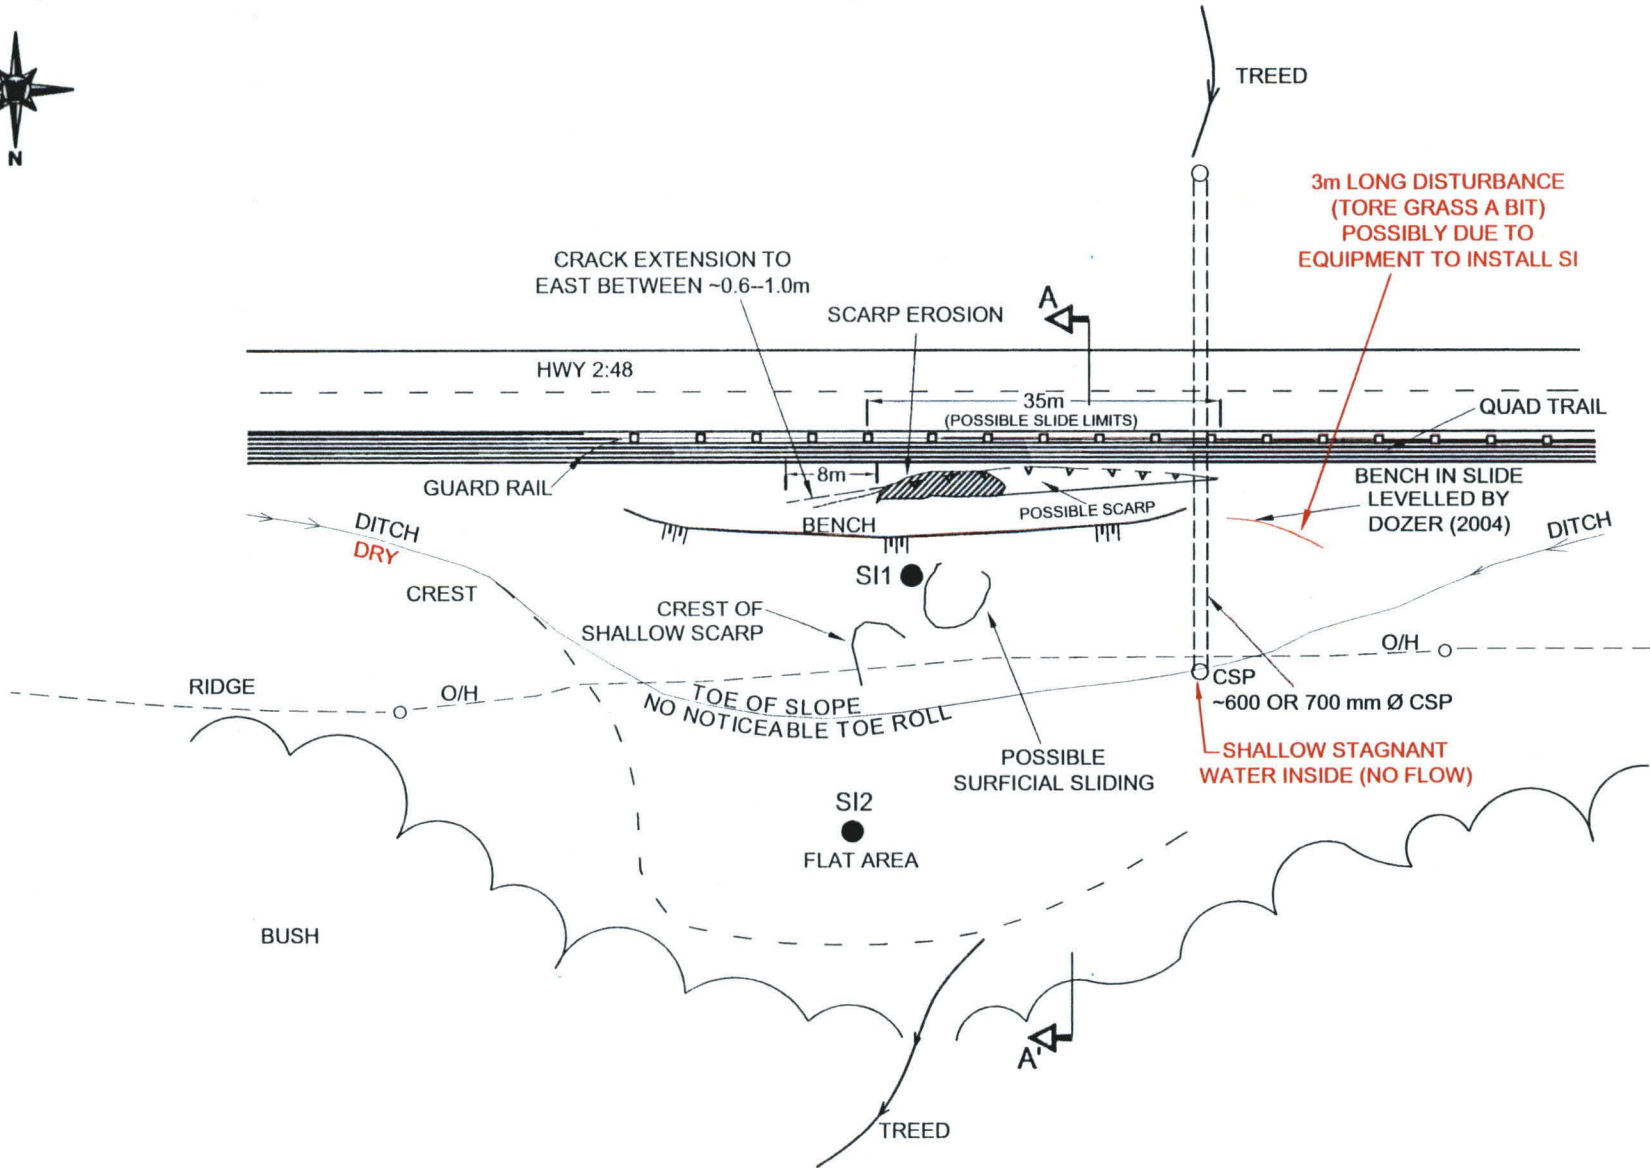 N
TREED
3m LONG DISTURBANCE
(TORE GRASS A BIT)
POSSIBLY DUE TO
EQUIPMENT TO INSTALL SI
CRACK EXTENSION TO
EAST BETWEEN ~0.6--1.0m
SCARP EROSION
A
HWY 2:48
35m
(POSSIBLE SLIDE LIMITS)
QUAD TRAIL
8m
GUARD RAIL
BENCH IN SLIDE
LEVELLED BY
DOZER (2004)
POSSIBLE SCARP
BENCH
DITCH
DRY
DITCH
SI1
CREST
CREST OF
SHALLOW SCARP
O/H
RIDGE
O/H
CSP
~600 OR 700 mm Ø CSP
TOE OF SLOPE
NO NOTICEABLE TOE ROLL
POSSIBLE
SURFICIAL SLIDING
SHALLOW STAGNANT
WATER INSIDE (NO FLOW)
SI2
FLAT AREA
BUSH
A'
TREED